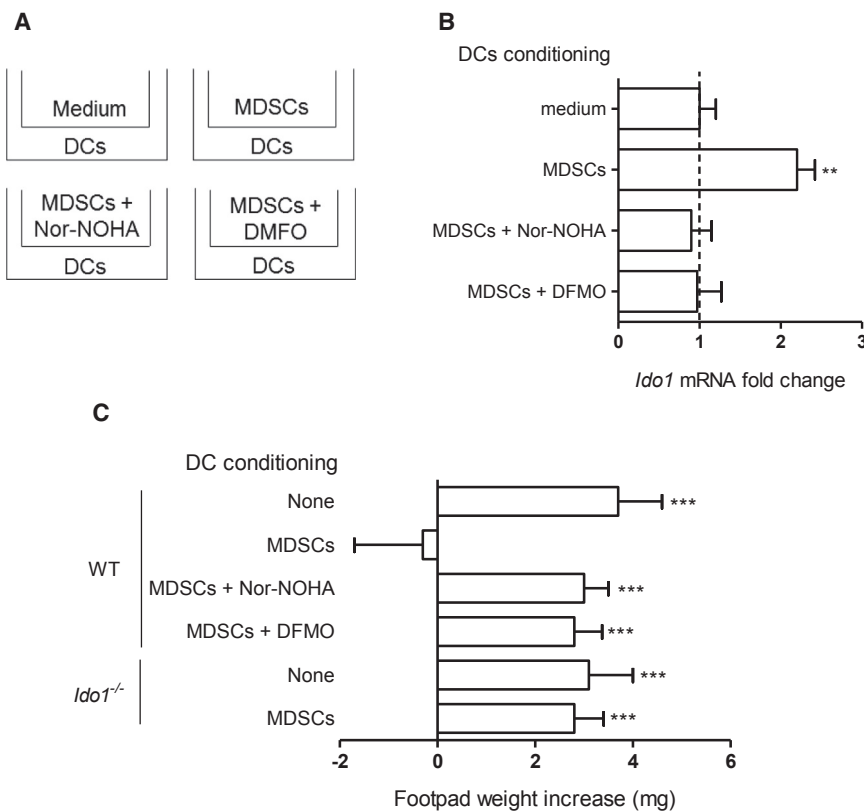 A
Medium
DCs
MDSCs
DCs
MDSCs +
Nor-NOHA
DCs
MDSCs +
DMFO
DCs
B
DCs conditioning
medium
MDSCs
**
MDSCs + Nor-NOHA
MDSCs + DFMO
0 1 2 3
Ido1 mRNA fold change
C
DC conditioning
WT
None
***
MDSCs
MDSCs + Nor-NOHA
***
MDSCs + DFMO
***
Ido1-/-
None
***
MDSCs
***
-2 0 2 4 6
Footpad weight increase (mg)